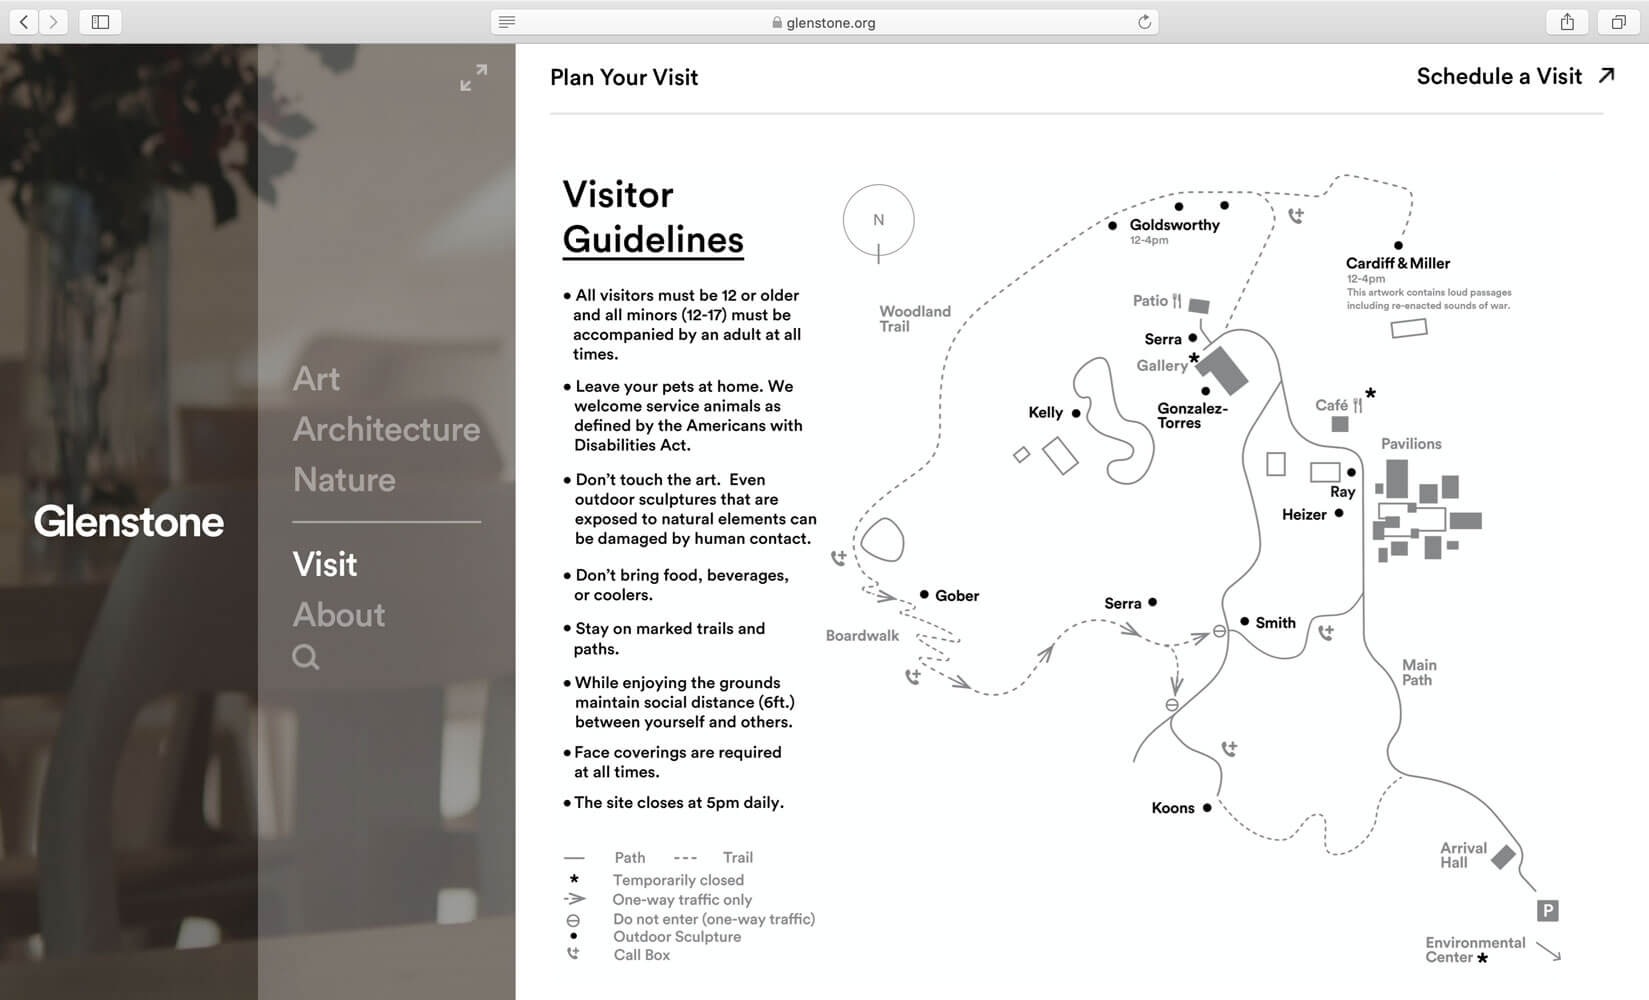 glenstone.org
Glenstone
Art
Architecture
Nature
Visit
About
Plan Your Visit
Schedule a Visit
Visitor
Guidelines
• All visitors must be 12 or older
and all minors (12-17) must be
accompanied by an adult at all
times.
• Leave your pets at home. We
welcome service animals as
defined by the Americans with
Disabilities Act.
• Don't touch the art. Even
outdoor sculptures that are
exposed to natural elements can
be damaged by human contact.
• Don't bring food, beverages,
or coolers.
• Stay on marked trails and
paths.
• While enjoying the grounds
maintain social distance (6ft.)
between yourself and others.
• Face coverings are required
at all times.
• The site closes at 5pm daily.
Path
Trail
* Temporarily closed
One-way traffic only
Do not enter (one-way traffic)
Outdoor Sculpture
Call Box
N
Woodland
Trail
Goldsworthy
12-4pm
Cardiff & Miller
12-4pm
This artwork contains loud passages
including re-enacted sounds of war.
Patio
Serra
Gallery*
Gonzalez-
Torres
Kelly
Café *
Pavilions
Ray
Heizer
Gober
Boardwalk
Serra
Smith
Main
Path
Koons
Arrival
Hall
P
Environmental
Center *